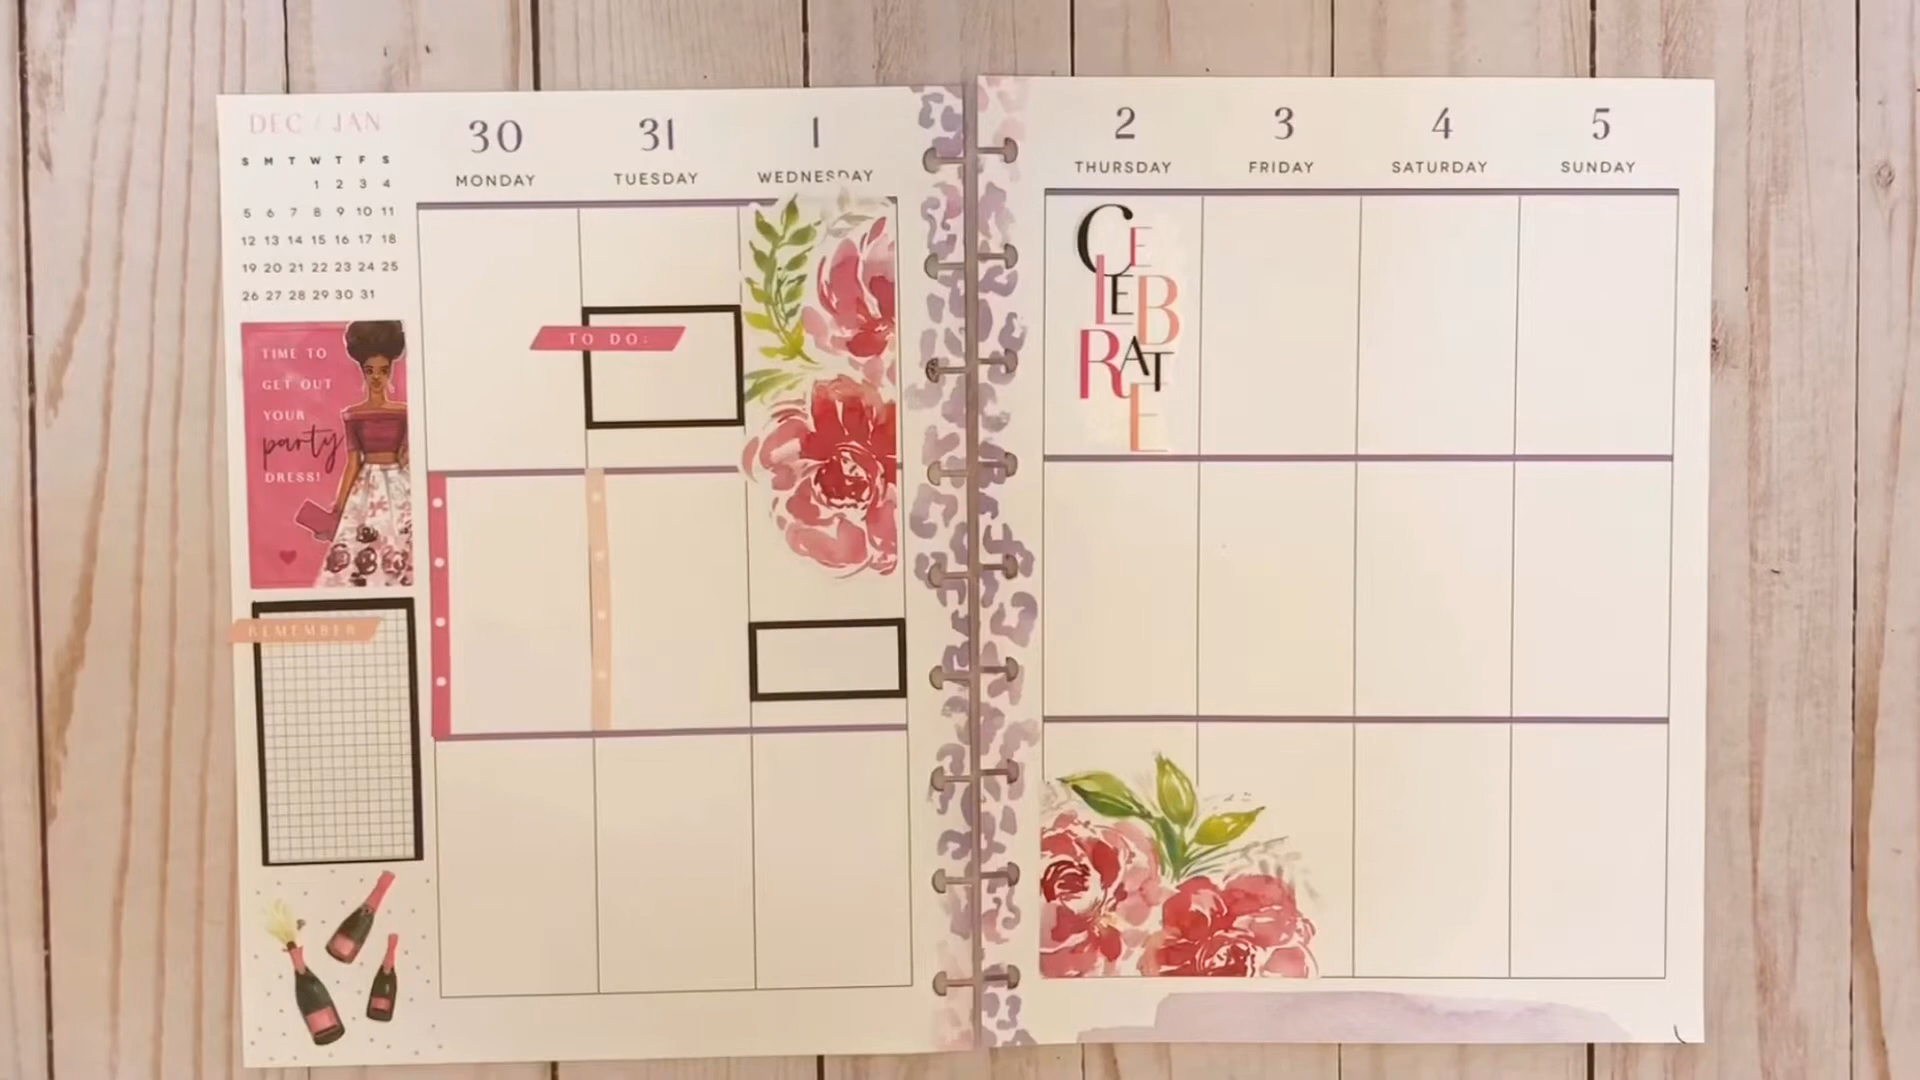 DEC / JAN
S M T W T F S
1 2 3 4
5 6 7 8 9 10 11
12 13 14 15 16 17 18
19 20 21 22 23 24 25
26 27 28 29 30 31
TIME TO
GET OUT
YOUR
party
DRESS!
REMEMBER
30
MONDAY
31
TUESDAY
1
WEDNESDAY
TO DO:
2
THURSDAY
3
FRIDAY
4
SATURDAY
5
SUNDAY
CE
LEB
RAT
E